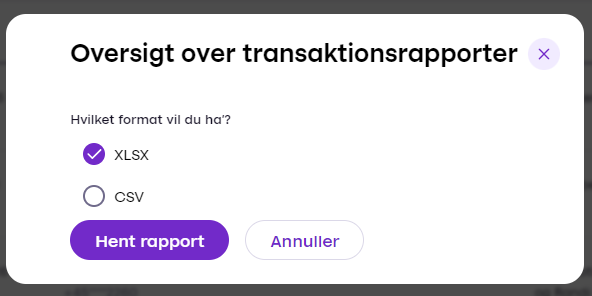 Oversigt over transaktionsrapporter
Hvilket format vil du ha'?
XLSX
CSV
Hent rapport
Annuller